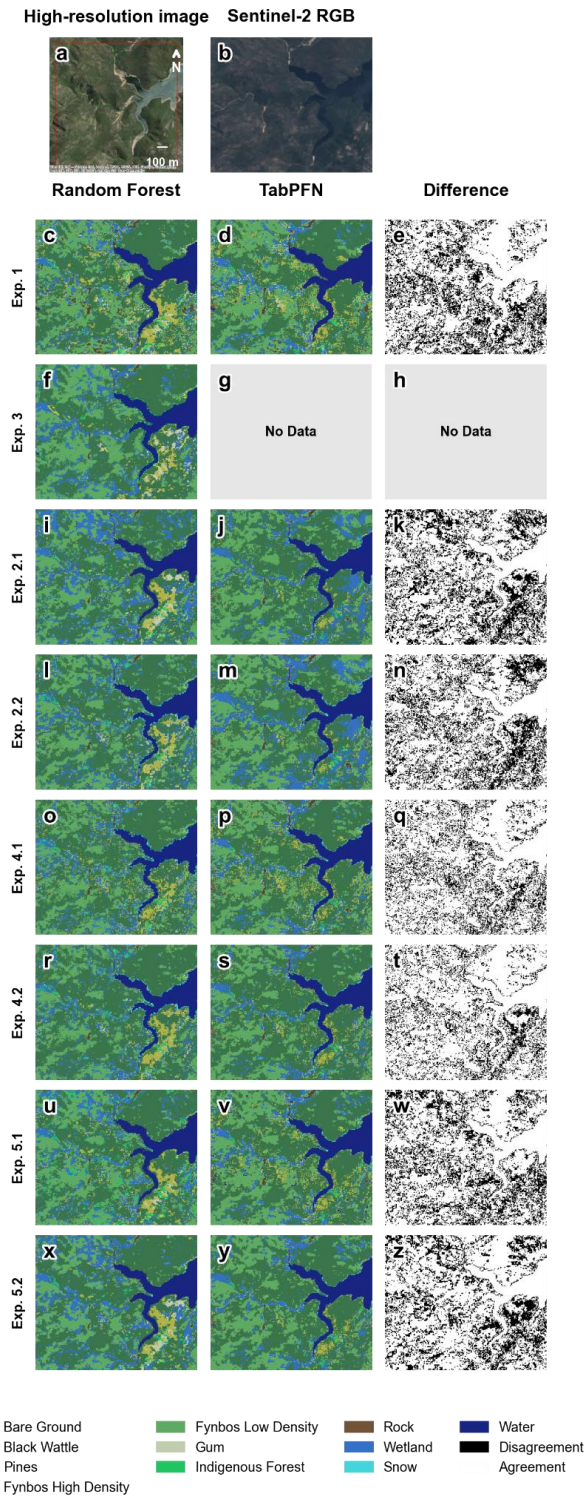 High-resolution image Sentinel-2 RGB
a b
N
100 m
Random Forest TabPFN Difference
Exp. 1 c d e
Exp. 3 f g h
No Data No Data
Exp. 2.1 i j k
Exp. 2.2 l m n
Exp. 4.1 o p q
Exp. 4.2 r s t
Exp. 5.1 u v w
Exp. 5.2 x y z
Bare Ground Fynbos Low Density Rock Water
Black Wattle Gum Wetland Disagreement
Pines Indigenous Forest Snow Agreement
Fynbos High Density